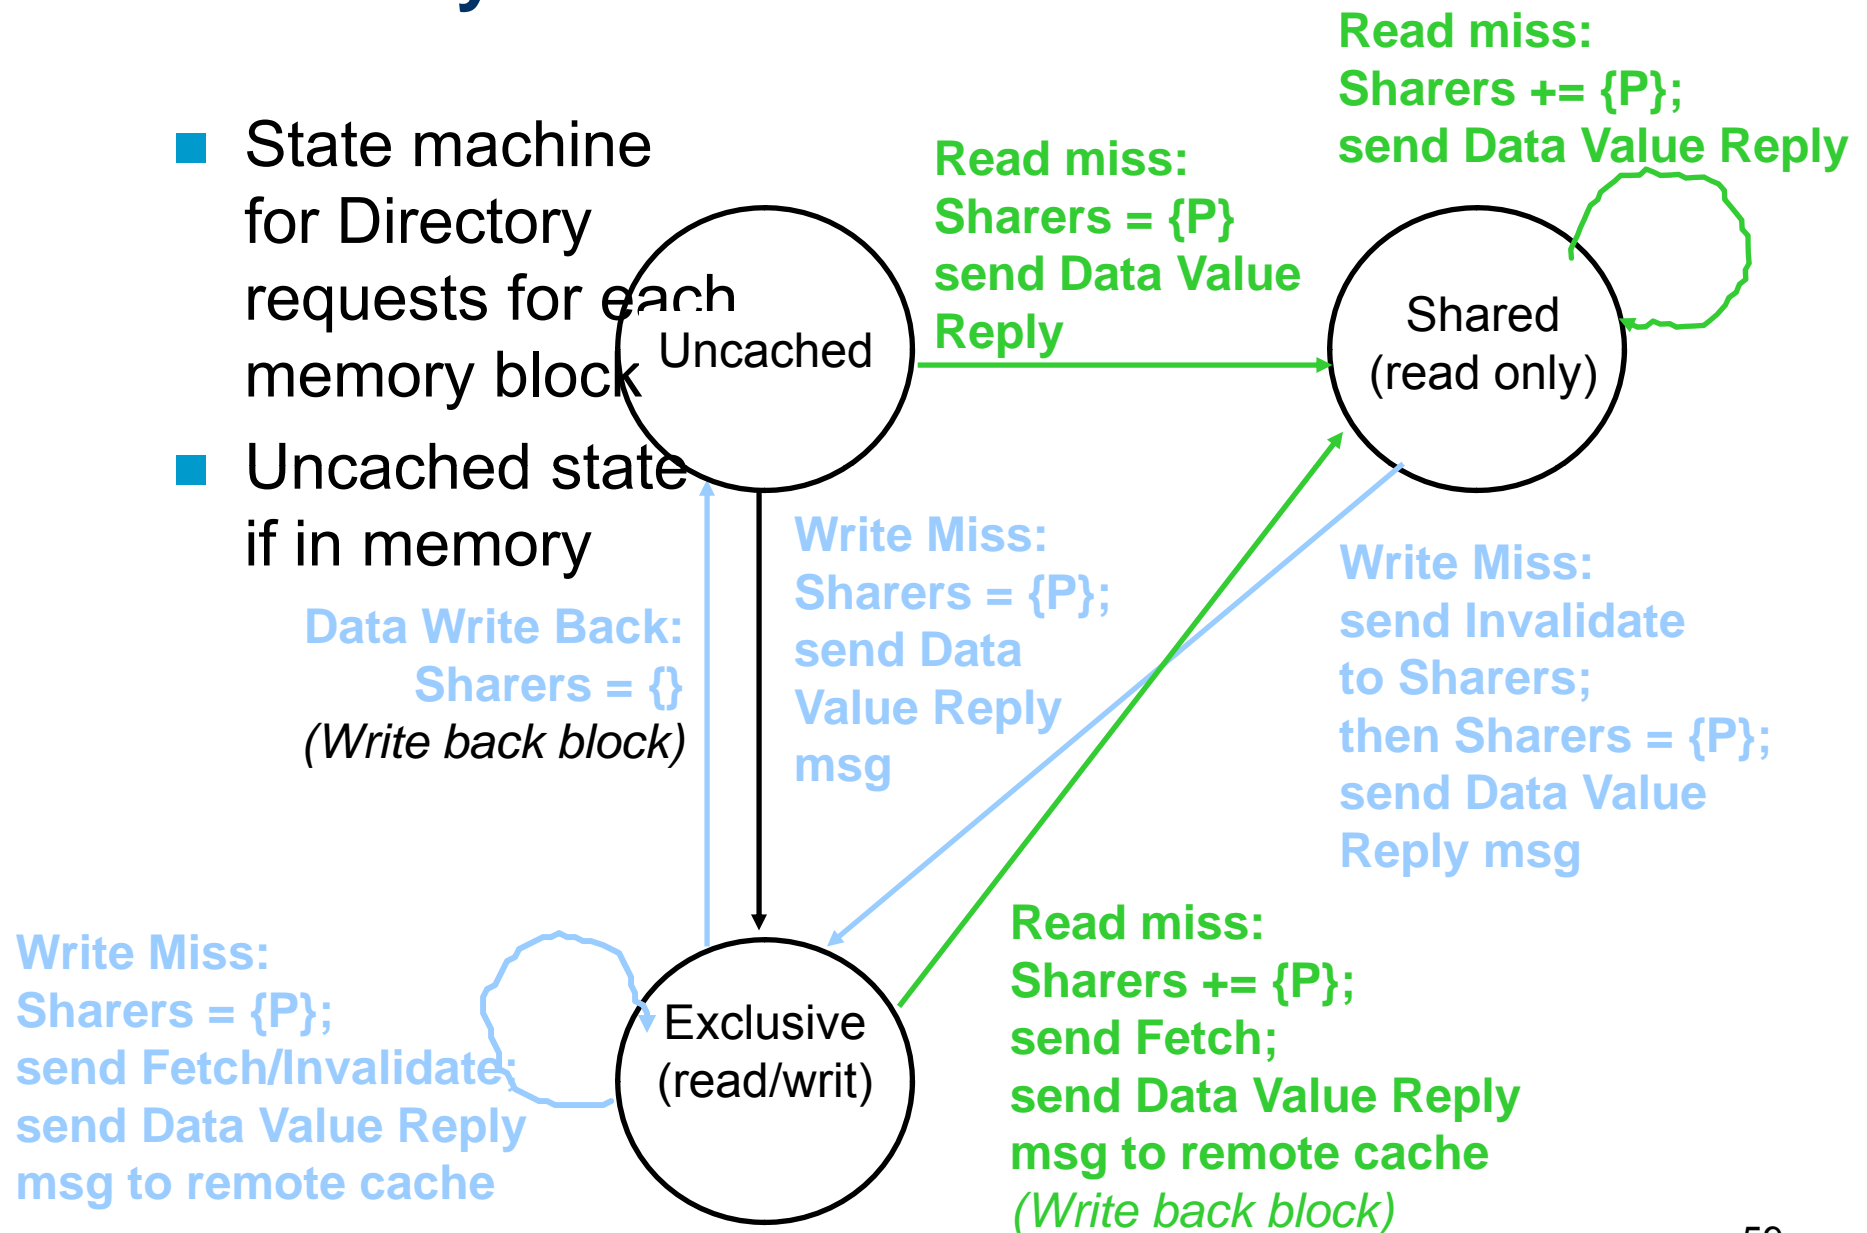 State machine
for Directory
requests for each
memory block
Uncached state
if in memory
Uncached
Read miss:
Sharers = {P}
send Data Value
Reply
Read miss:
Sharers += {P};
send Data Value Reply
Shared
(read only)
Data Write Back:
Sharers = {}
(Write back block)
Write Miss:
Sharers = {P};
send Data
Value Reply
msg
Write Miss:
send Invalidate
to Sharers;
then Sharers = {P};
send Data Value
Reply msg
Write Miss:
Sharers = {P};
send Fetch/Invalidate;
send Data Value Reply
msg to remote cache
Exclusive
(read/writ)
Read miss:
Sharers += {P};
send Fetch;
send Data Value Reply
msg to remote cache
(Write back block)